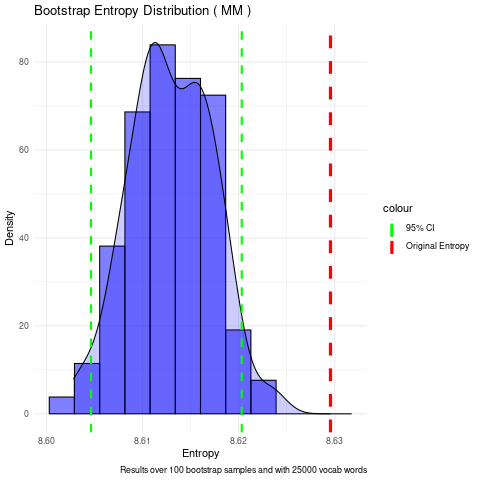 Bootstrap Entropy Distribution ( MM )
80
60
40
20
0
Density
8.60
8.61
8.62
8.63
Entropy
colour
95% CI
Original Entropy
Results over 100 bootstrap samples and with 25000 vocab words